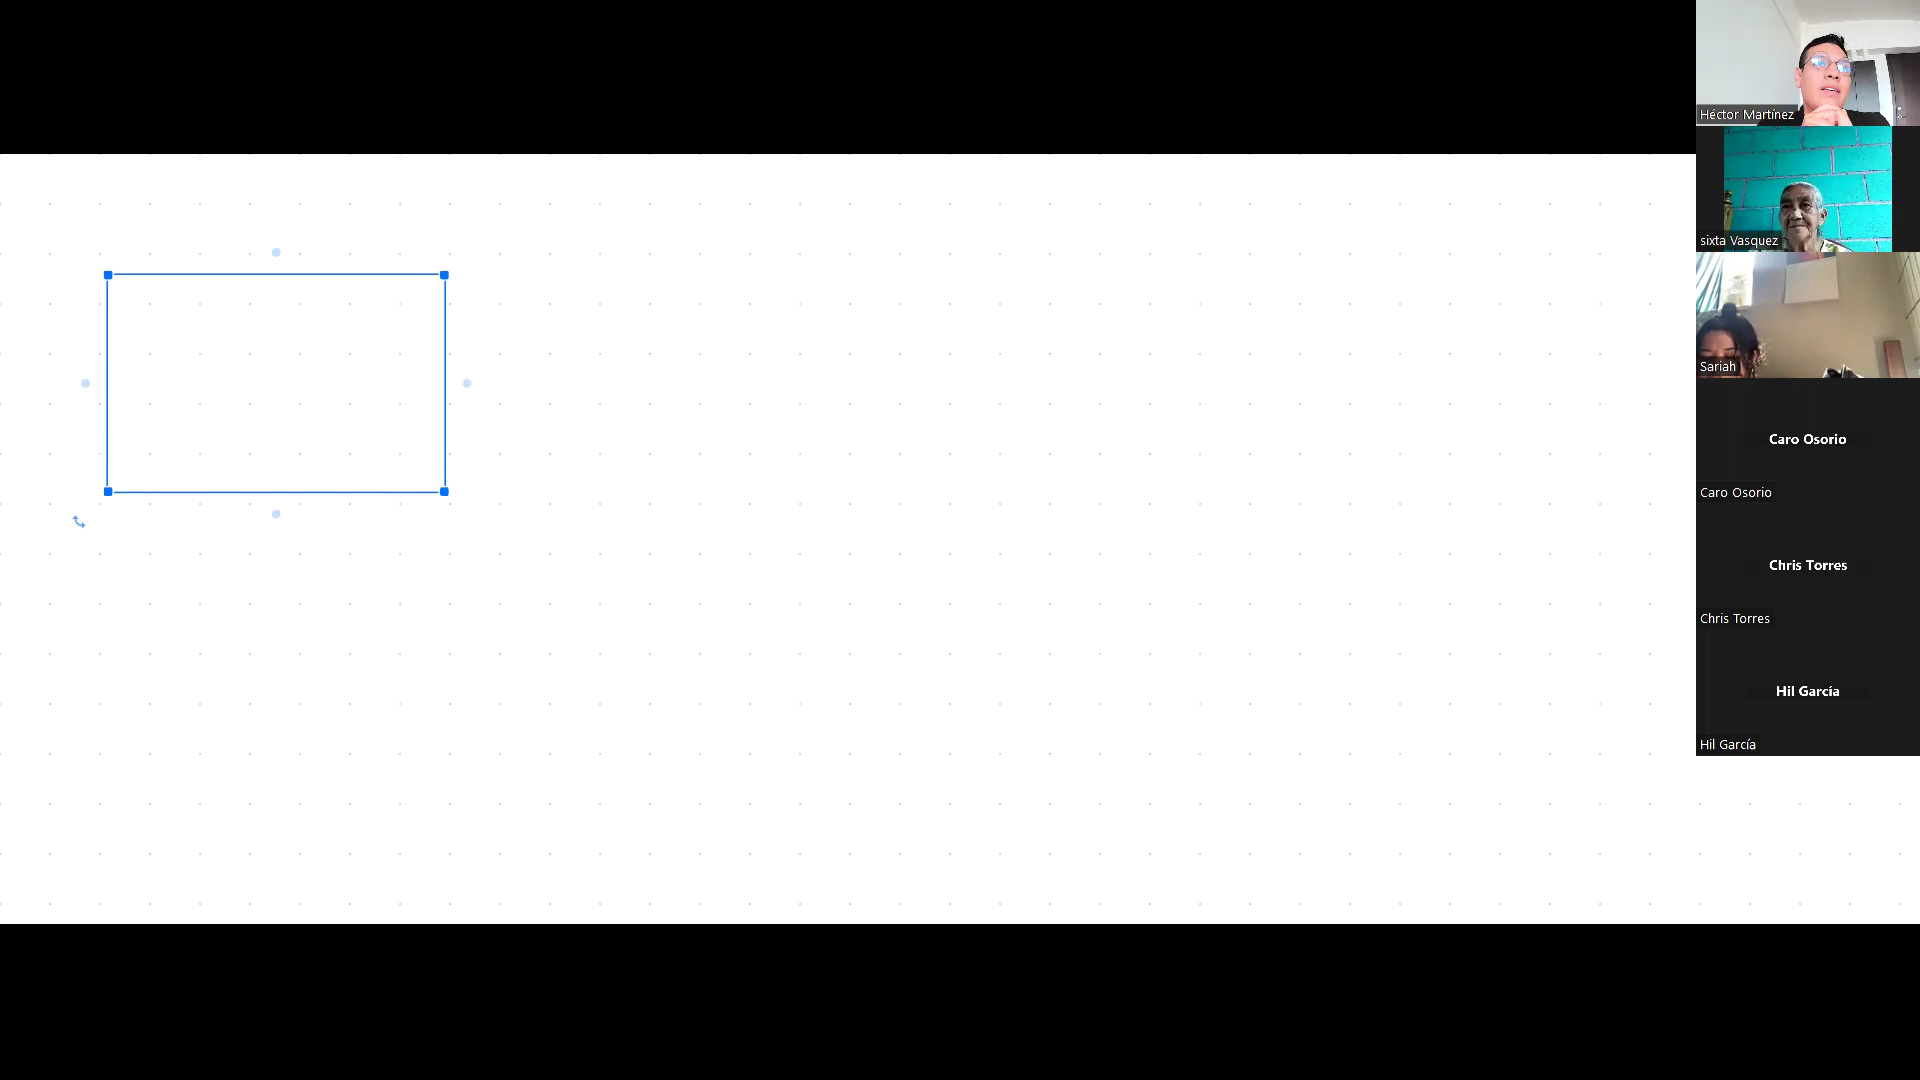 Héctor Martínez
sixta Vasquez
Sariah
Caro Osorio
Caro Osorio
Chris Torres
Chris Torres
Hil García
Hil García